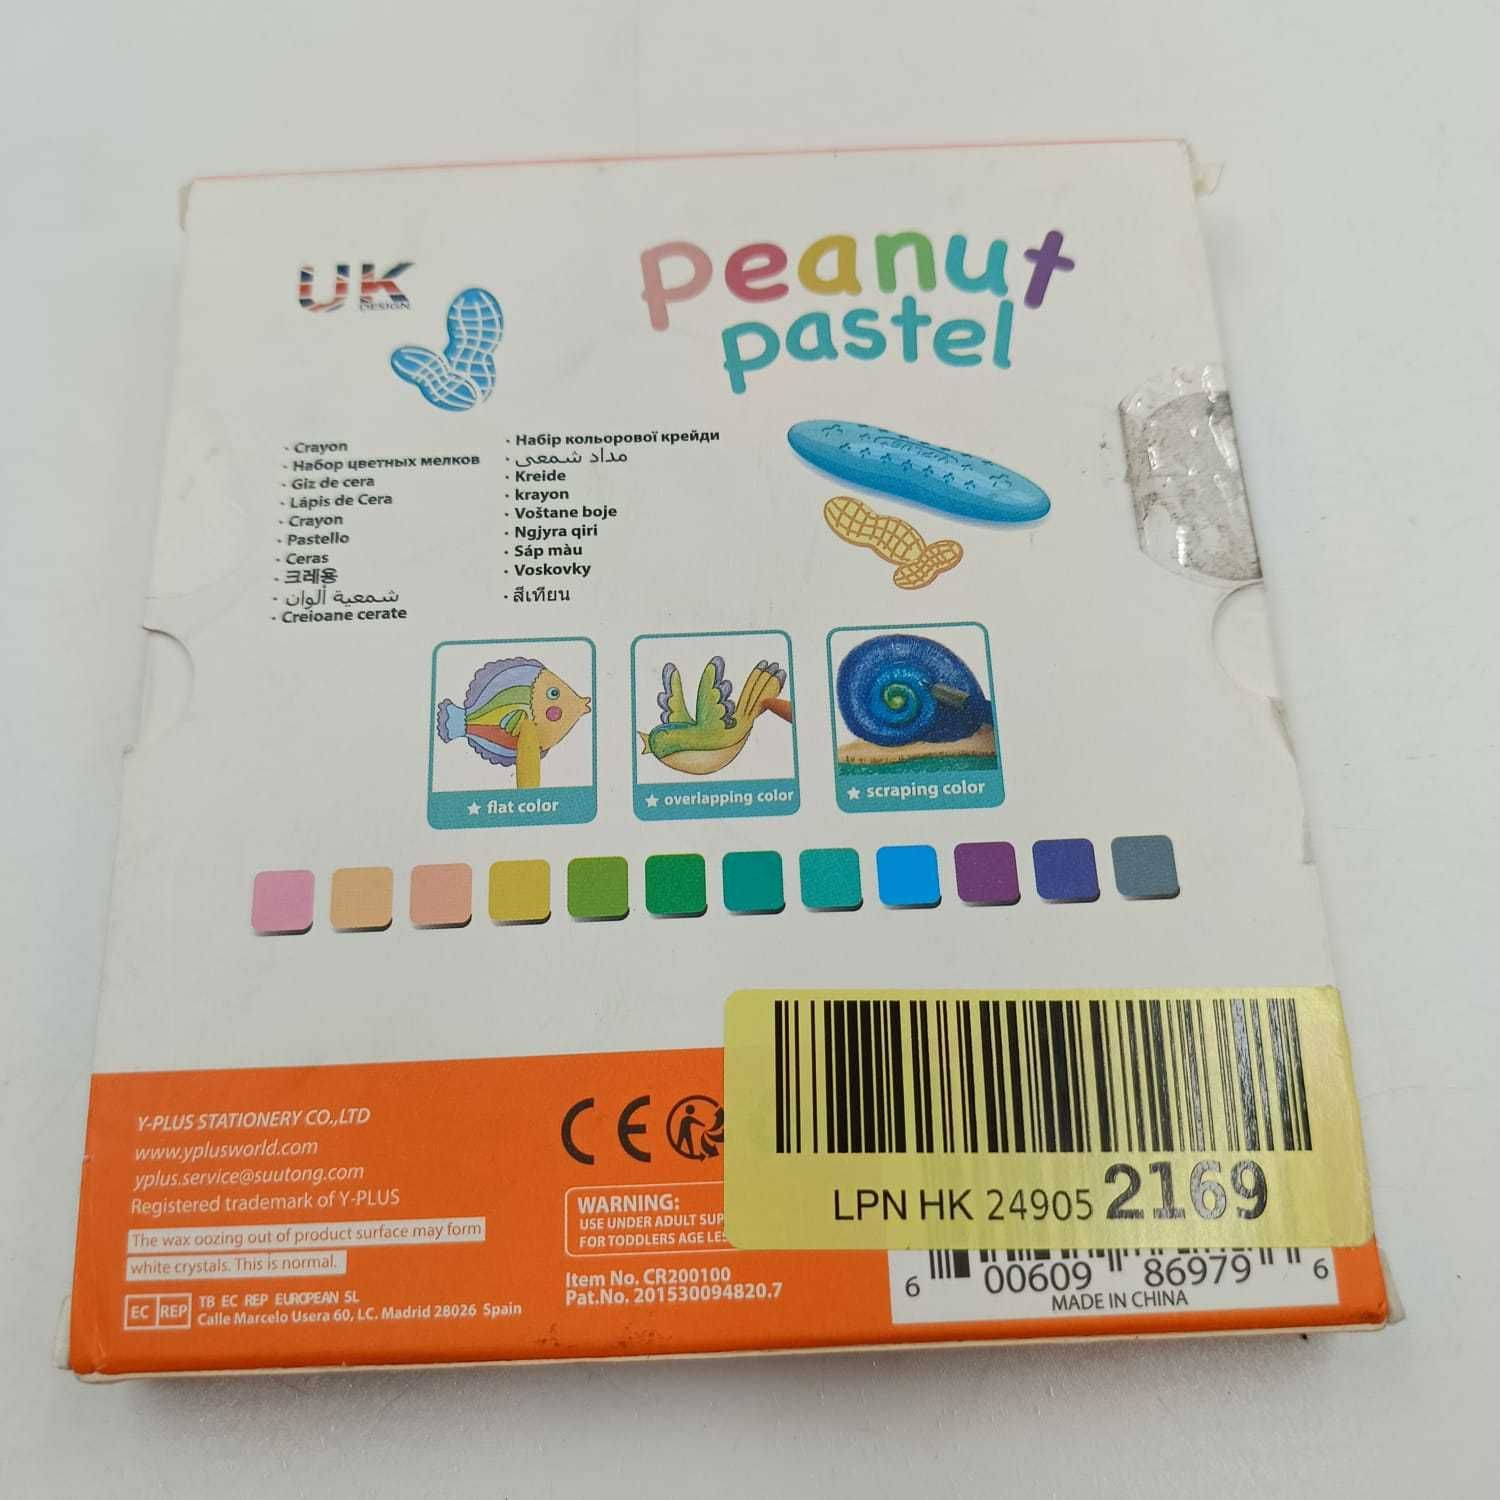 UK
DESIGN
peanut
pastel
· Crayon
· Набор цветных мелков
· Giz de cera
· Lápis de Cera
· Crayon
· Pastello
· Ceras
· 크레용
· شمعية ألوان
· Creioane cerate
· Набір кольорової крейди
· مداد شمعی
· Kreide
· krayon
· Voštane boje
· Ngjyra qiri
· Sáp màu
· Voskovky
· สีเทียน
★ flat color
★ overlapping color
★ scraping color
Y-PLUS STATIONERY CO.,LTD
www.yplusworld.com
yplus.service@suutong.com
Registered trademark of Y-PLUS
The wax oozing out of product surface may form
white crystals. This is normal.
EC REP
TB EC REP EUROPEAN SL
Calle Marcelo Usera 60, LC. Madrid 28026 Spain
CE
WARNING:
USE UNDER ADULT SUP
FOR TODDLERS AGE LES
Item No. CR200100
Pat.No. 201530094820.7
LPN HK 249052169
6 00609 86979 6
MADE IN CHINA